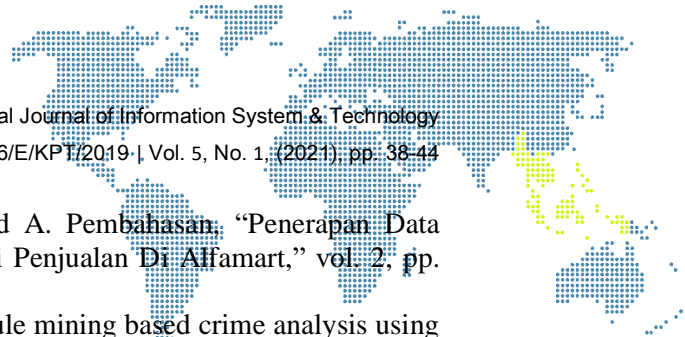 al Journal of Information System & Technology
6/E/KPT/2019 | Vol. 5, No. 1, (2021), pp. 38-44
d A. Pembahasan, “Penerapan Data
i Penjualan Di Alfamart,” vol. 2, pp.
ule mining based crime analysis using